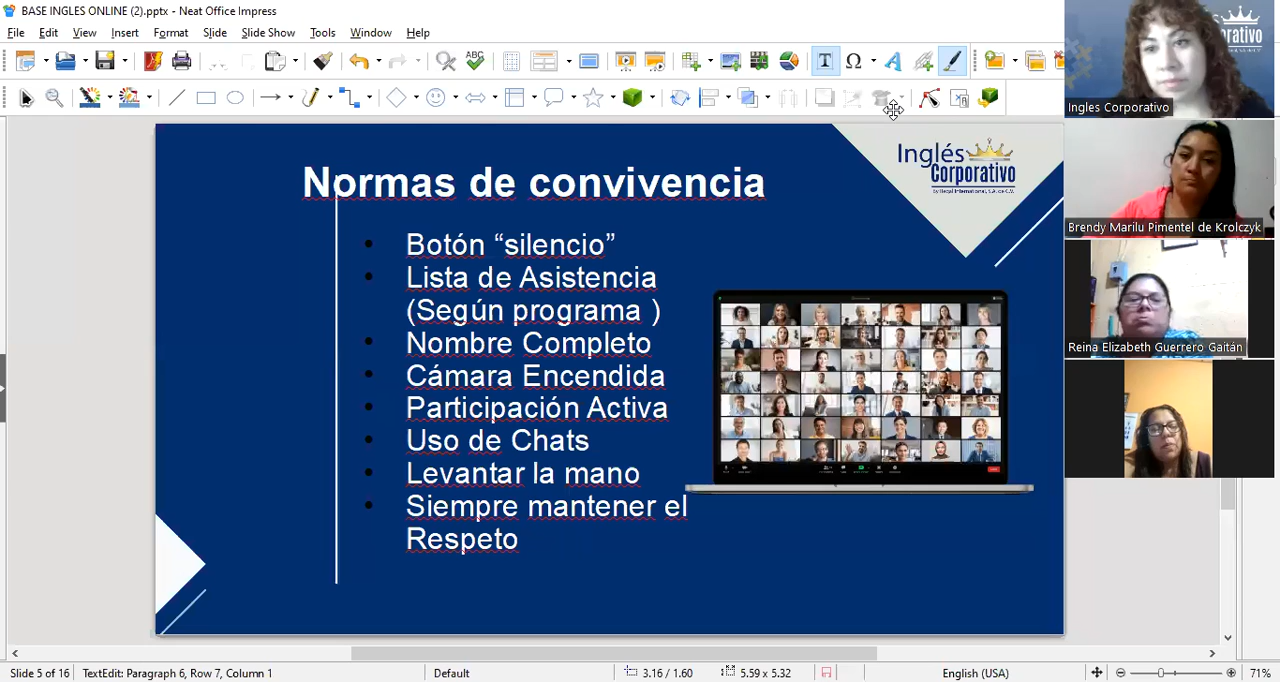 BASE INGLES ONLINE (2).pptx - Neat Office Impress
File Edit View Insert Format Slide Slide Show Tools Window Help
Inglés Corporativo
By Regal International, S.A. de C.V.
Normas de convivencia
• Botón “silencio”
• Lista de Asistencia
(Según programa )
• Nombre Completo
• Cámara Encendida
• Participación Activa
• Uso de Chats
• Levantar la mano
• Siempre mantener el
Respeto
Ingles Corporativo
Brendy Marilu Pimentel de Krolczyk
Reina Elizabeth Guerrero Gaitán
Slide 5 of 16 TextEdit: Paragraph 6, Row 7, Column 1 Default 3.16 / 1.60 5.59 x 5.32 English (USA) 71%